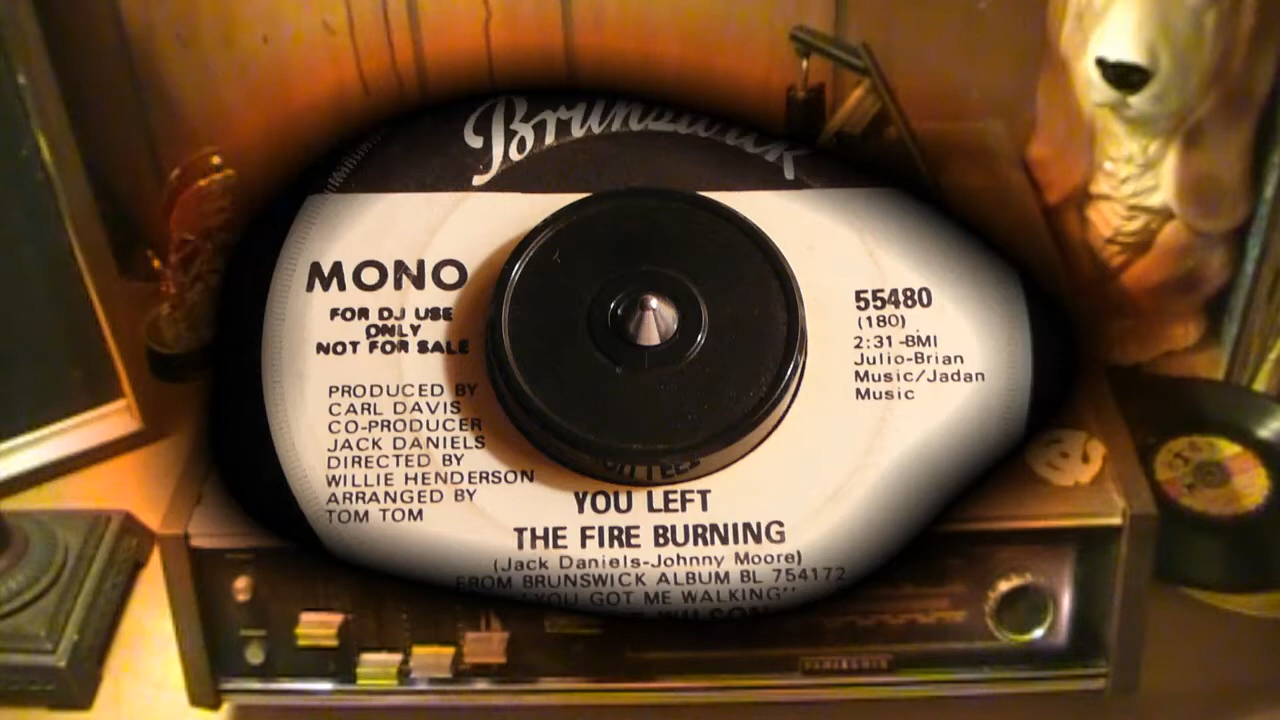 Brunswick
MONO
FOR DJ USE
ONLY
NOT FOR SALE
PRODUCED BY
CARL DAVIS
CO-PRODUCER
JACK DANIELS
DIRECTED BY
WILLIE HENDERSON
ARRANGED BY
TOM TOM
55480
(180)
2:31-BMI
Julio-Brian
Music/Jadan
Music
YOU LEFT
THE FIRE BURNING
(Jack Daniels-Johnny Moore)
FROM BRUNSWICK ALBUM BL 754172
"YOU GOT ME WALKING"
WILSON
PANASONIC